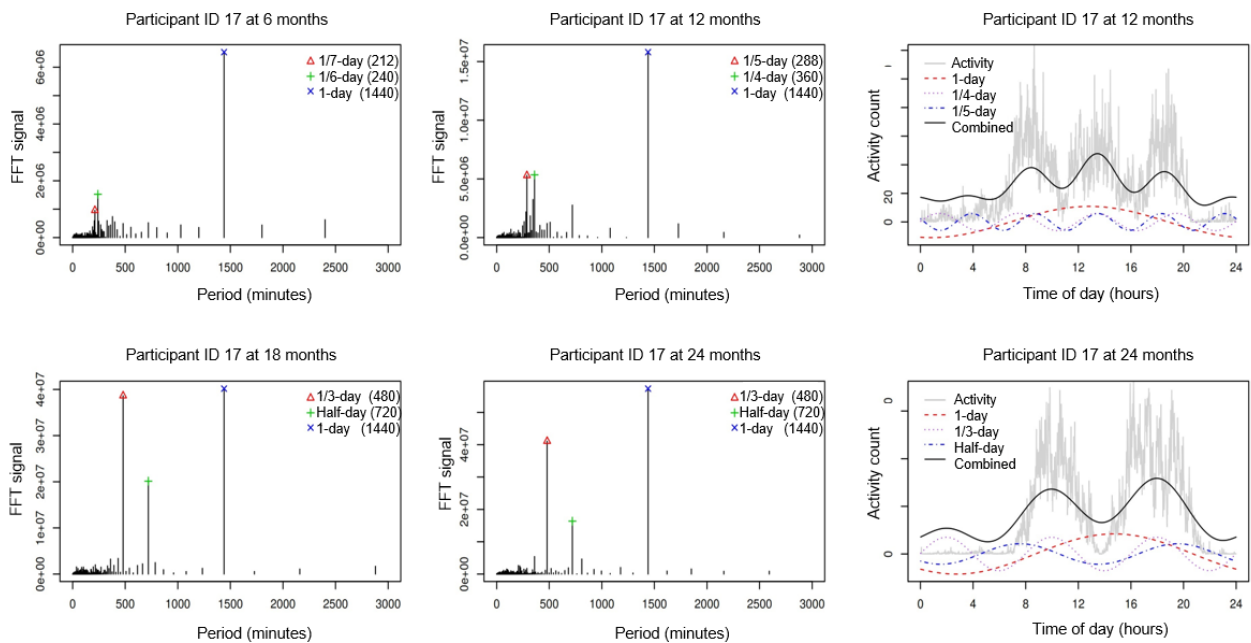 Participant ID 17 at 6 months
FFT signal
0e+00 2e+06 4e+06 6e+06
△ 1/7-day (212)
+ 1/6-day (240)
× 1-day (1440)
0 500 1000 1500 2000 2500 3000
Period (minutes)
Participant ID 17 at 12 months
FFT signal
0.0e+00 5.0e+06 1.0e+07 1.5e+07
△ 1/5-day (288)
+ 1/4-day (360)
× 1-day (1440)
0 500 1000 1500 2000 2500 3000
Period (minutes)
Participant ID 17 at 12 months
Activity count
0 20
Activity
1-day
1/4-day
1/5-day
Combined
0 4 8 12 16 20 24
Time of day (hours)
Participant ID 17 at 18 months
FFT signal
0e+00 1e+07 2e+07 3e+07 4e+07
△ 1/3-day (480)
+ Half-day (720)
× 1-day (1440)
0 500 1000 1500 2000 2500 3000
Period (minutes)
Participant ID 17 at 24 months
FFT signal
0e+00 2e+07 4e+07
△ 1/3-day (480)
+ Half-day (720)
× 1-day (1440)
0 500 1000 1500 2000 2500 3000
Period (minutes)
Participant ID 17 at 24 months
Activity count
0 0
Activity
1-day
1/3-day
Half-day
Combined
0 4 8 12 16 20 24
Time of day (hours)